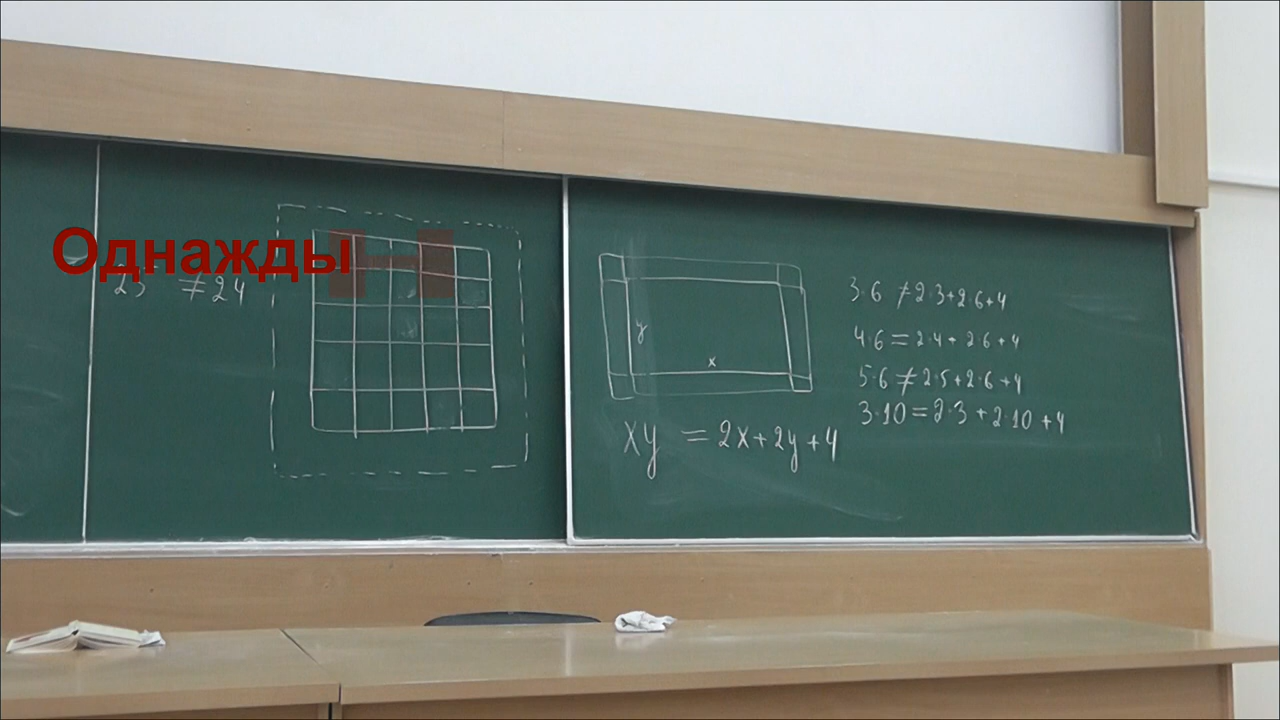 Однажды
25 ≠ 24
y
x
xy = 2x+2y+4
3·6 ≠ 2·3+2·6+4
4·6 = 2·4+2·6+4
5·6 ≠ 2·5+2·6+4
3·10 = 2·3+2·10+4